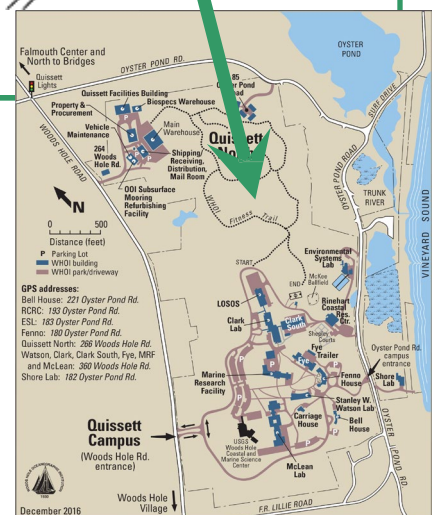 Falmouth Center and
North to Bridges
Quissett
Lights
OYSTER POND RD.
OYSTER
POND
SURF DRIVE
85
Pond
Quissett Facilities Building
Biospecs Warehouse
Property &
Procurement
Main
Warehouse
Vehicle
Maintenance
264
Woods
Hole Rd.
Shipping/
Receiving,
Distribution,
Mail Room
OOI Subsurface
Mooring
Refurbishing
Facility
Quissett
WOODS HOLE ROAD
OYSTER POND ROAD
TRUNK
RIVER
VINEYARD SOUND
WHOI Fitness Trail
N
0 500
Distance (feet)
P Parking Lot
WHOI building
WHOI park/driveway
GPS addresses:
Bell House: 221 Oyster Pond Rd.
RCRC: 193 Oyster Pond Rd.
ESL: 183 Oyster Pond Rd.
Fenno: 180 Oyster Pond Rd.
Quissett North: 266 Woods Hole Rd.
Watson, Clark, Clark South, Fye, MRF
and McLean: 360 Woods Hole Rd.
Shore Lab: 182 Oyster Pond Rd.
START
END
Environmental
Systems
Lab
McKee
Ballfield
LOSOS
Clark
Lab
Clark
South
Rinehart
Coastal
Res.
Ctr.
Courts
Fye
Trailer
Fye
Oyster Pond Rd.
campus
entrance
Marine
Research
Facility
Fenno
House
Shore
Lab
Stanley W.
Watson Lab
Carriage
House
Bell
House
Quissett
Campus
(Woods Hole Rd.
entrance)
USGS
Woods Hole
Coastal and
Marine Science
Center
McLean
Lab
OYSTER POND RD.
Woods Hole
Village
F.R. LILLIE ROAD
December 2016